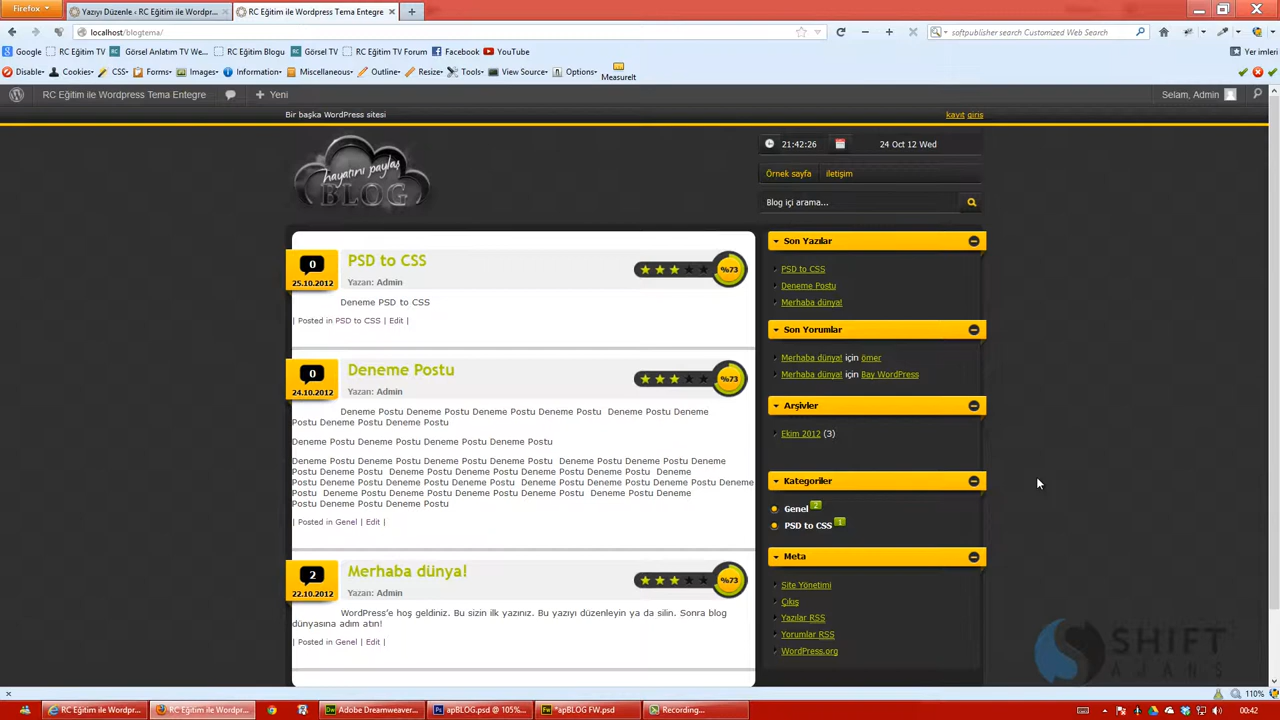 Firefox
Yazıyı Düzenle ‹ RC Eğitim ile Wordpr...
RC Eğitim ile Wordpress Tema Entegre
localhost/blogtema/
softpublisher search Customized Web Search
Google RC Eğitim TV Görsel Anlatım TV We... RC Eğitim Blogu Görsel TV RC Eğitim TV Forum Facebook YouTube
Yer imleri
Disable Cookies CSS Forms Images Information Miscellaneous Outline Resize Tools View Source Options
MeasureIt
RC Eğitim ile Wordpress Tema Entegre + Yeni
Selam, Admin
Bir başka WordPress sitesi
kayıt giris
hayatını paylaş
BLOG
21:42:26 24 Oct 12 Wed
Örnek sayfa iletişim
Blog içi arama...
0
25.10.2012
PSD to CSS
Yazan: Admin
%73
Deneme PSD to CSS
| Posted in PSD to CSS | Edit |
0
24.10.2012
Deneme Postu
Yazan: Admin
%73
Deneme Postu Deneme Postu Deneme Postu Deneme Postu Deneme Postu Deneme
Postu Deneme Postu Deneme Postu
Deneme Postu Deneme Postu Deneme Postu Deneme Postu
Deneme Postu Deneme Postu Deneme Postu Deneme Postu Deneme Postu Deneme Postu Deneme
Postu Deneme Postu Deneme Postu Deneme Postu Deneme Postu Deneme Postu Deneme
Postu Deneme Postu Deneme Postu Deneme Postu Deneme Postu Deneme Postu Deneme
Postu Deneme Postu Deneme Postu Deneme Postu Deneme Postu Deneme Postu Deneme
Postu Deneme Postu Deneme Postu
| Posted in Genel | Edit |
2
22.10.2012
Merhaba dünya!
Yazan: Admin
%73
WordPress'e hoş geldiniz. Bu sizin ilk yazınız. Bu yazıyı düzenleyin ya da silin. Sonra blog
dünyasına adım atın!
| Posted in Genel | Edit |
Son Yazılar
PSD to CSS
Deneme Postu
Merhaba dünya!
Son Yorumlar
Merhaba dünya! için ömer
Merhaba dünya! için Bay WordPress
Arşivler
Ekim 2012 (3)
Kategoriler
Genel 2
PSD to CSS 1
Meta
Site Yönetimi
Çıkış
Yazılar RSS
Yorumlar RSS
WordPress.org
SHIFT
AJANS
110%
RC Eğitim ile Wordpr... RC Eğitim ile Wordpr... Adobe Dreamweaver... apBLOG.psd @ 105%... *apBLOG FW.psd Recording...
00:42